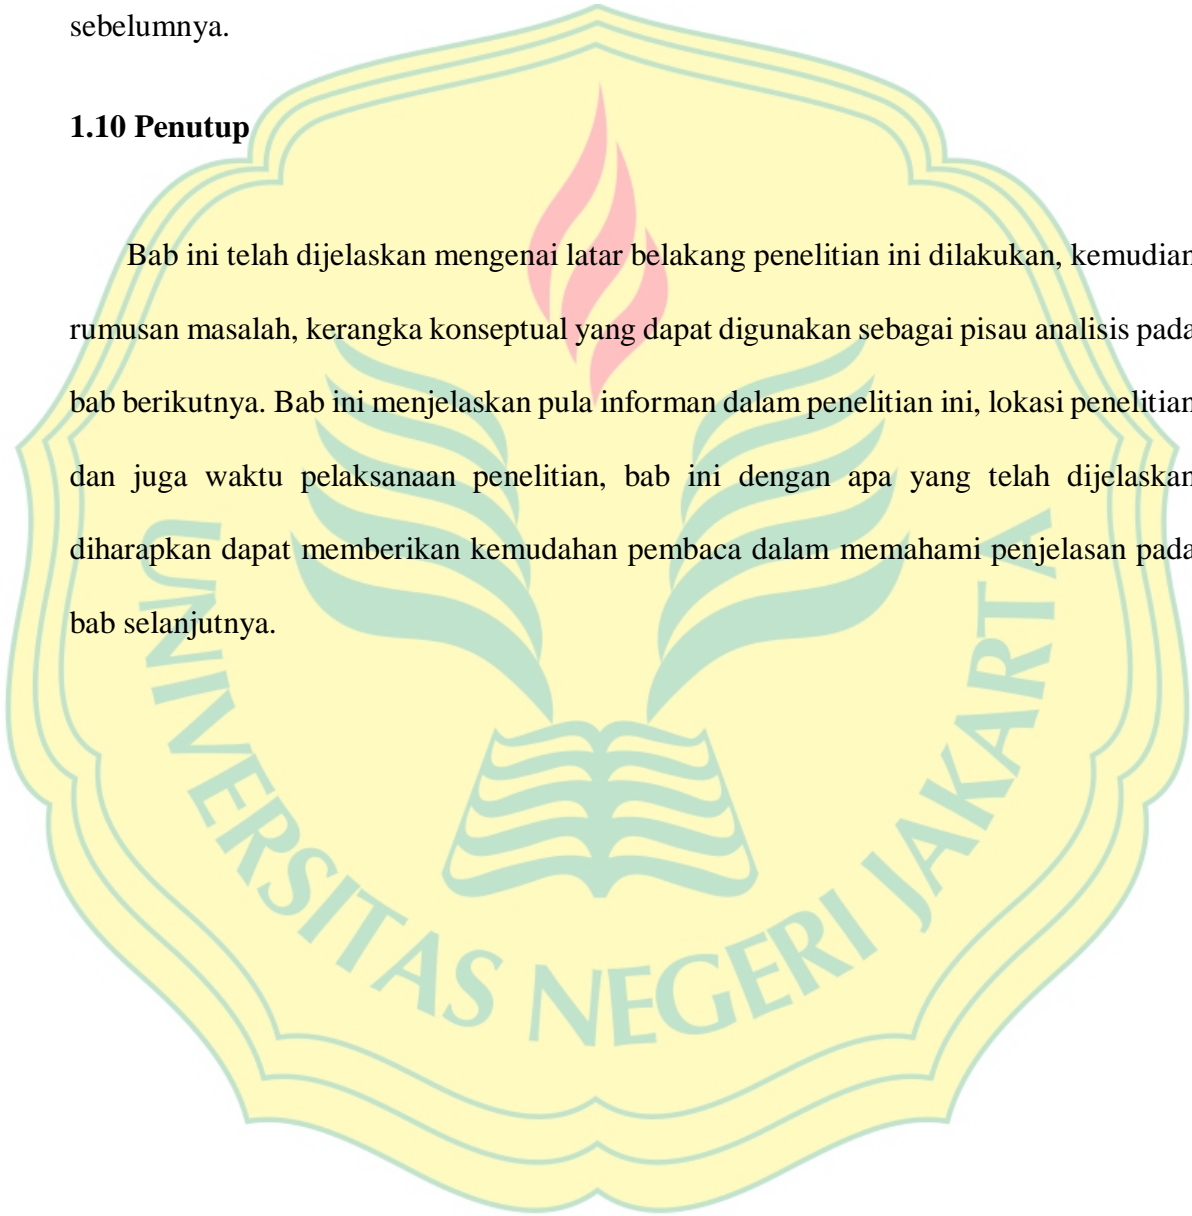 sebelumnya.
1.10 Penutup
Bab ini telah dijelaskan mengenai latar belakang penelitian ini dilakukan, kemudian
rumusan masalah, kerangka konseptual yang dapat digunakan sebagai pisau analisis pada
bab berikutnya. Bab ini menjelaskan pula informan dalam penelitian ini, lokasi penelitian
dan juga waktu pelaksanaan penelitian, bab ini dengan apa yang telah dijelaskan
diharapkan dapat memberikan kemudahan pembaca dalam memahami penjelasan pada
bab selanjutnya.
UNIVERSITAS NEGERI JAKARTA